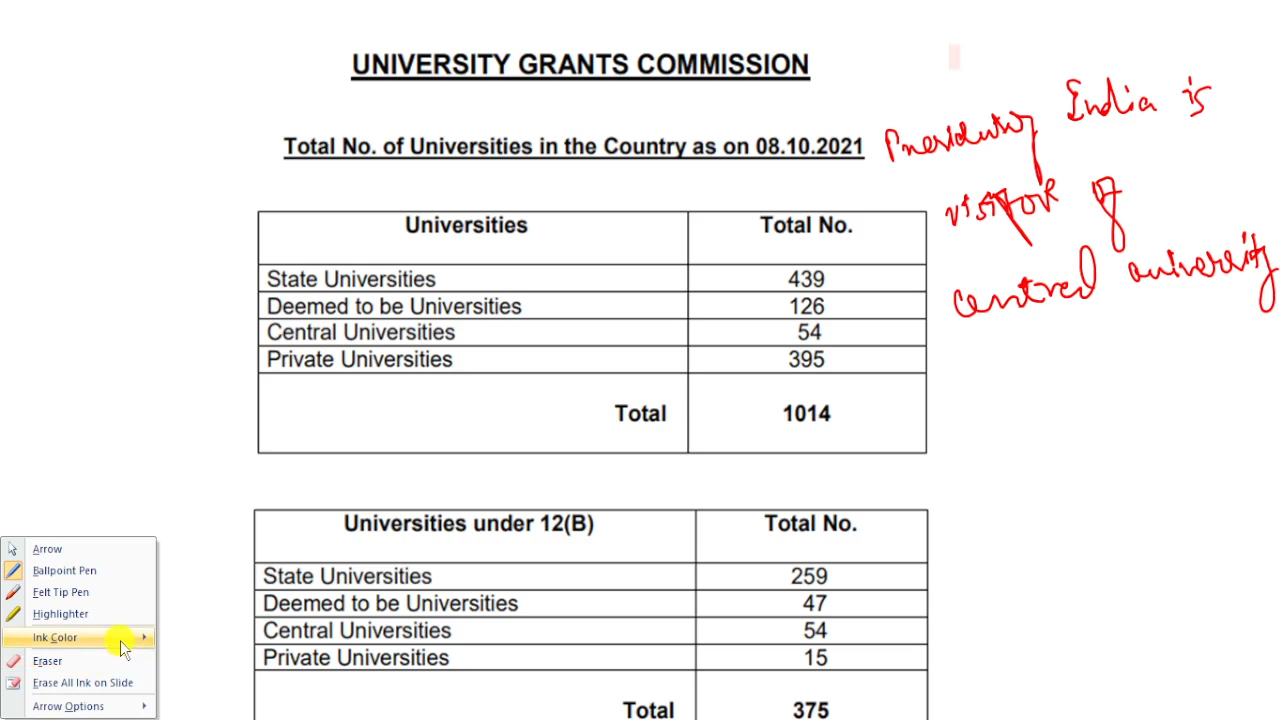 UNIVERSITY GRANTS COMMISSION
Total No. of Universities in the Country as on 08.10.2021
India is
visitor of
central university
Universities Total No.
State Universities 439
Deemed to be Universities 126
Central Universities 54
Private Universities 395
Total 1014
Universities under 12(B) Total No.
State Universities 259
Deemed to be Universities 47
Central Universities 54
Private Universities 15
Total 375
Arrow
Ballpoint Pen
Felt Tip Pen
Highlighter
Ink Color
Eraser
Erase All Ink on Slide
Arrow Options